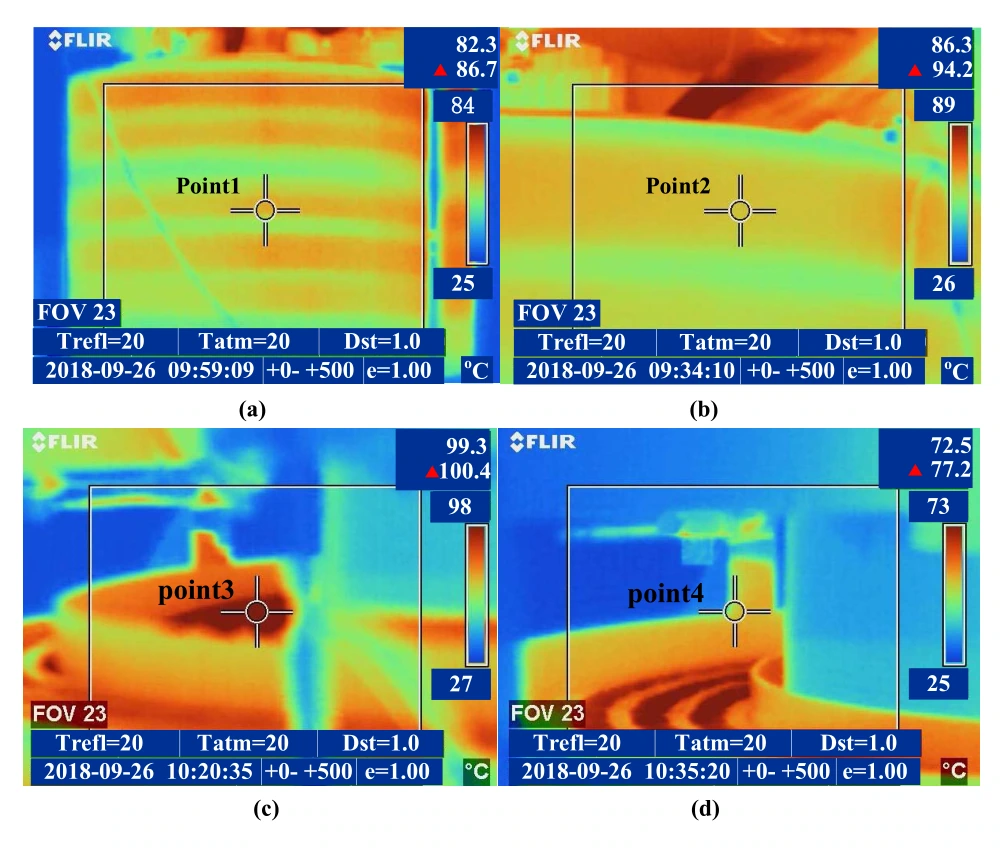 FLIR
82.3
▲ 86.7
84
Point1
25
FOV 23
Trefl=20 Tatm=20 Dst=1.0
2018-09-26 09:59:09 +0- +500 e=1.00 °C
(a)
FLIR
86.3
▲ 94.2
89
Point2
26
FOV 23
Trefl=20 Tatm=20 Dst=1.0
2018-09-26 09:34:10 +0- +500 e=1.00 °C
(b)
FLIR
99.3
▲100.4
98
point3
27
FOV 23
Trefl=20 Tatm=20 Dst=1.0
2018-09-26 10:20:35 +0- +500 e=1.00 °C
(c)
FLIR
72.5
▲ 77.2
73
point4
25
FOV 23
Trefl=20 Tatm=20 Dst=1.0
2018-09-26 10:35:20 +0- +500 e=1.00 °C
(d)